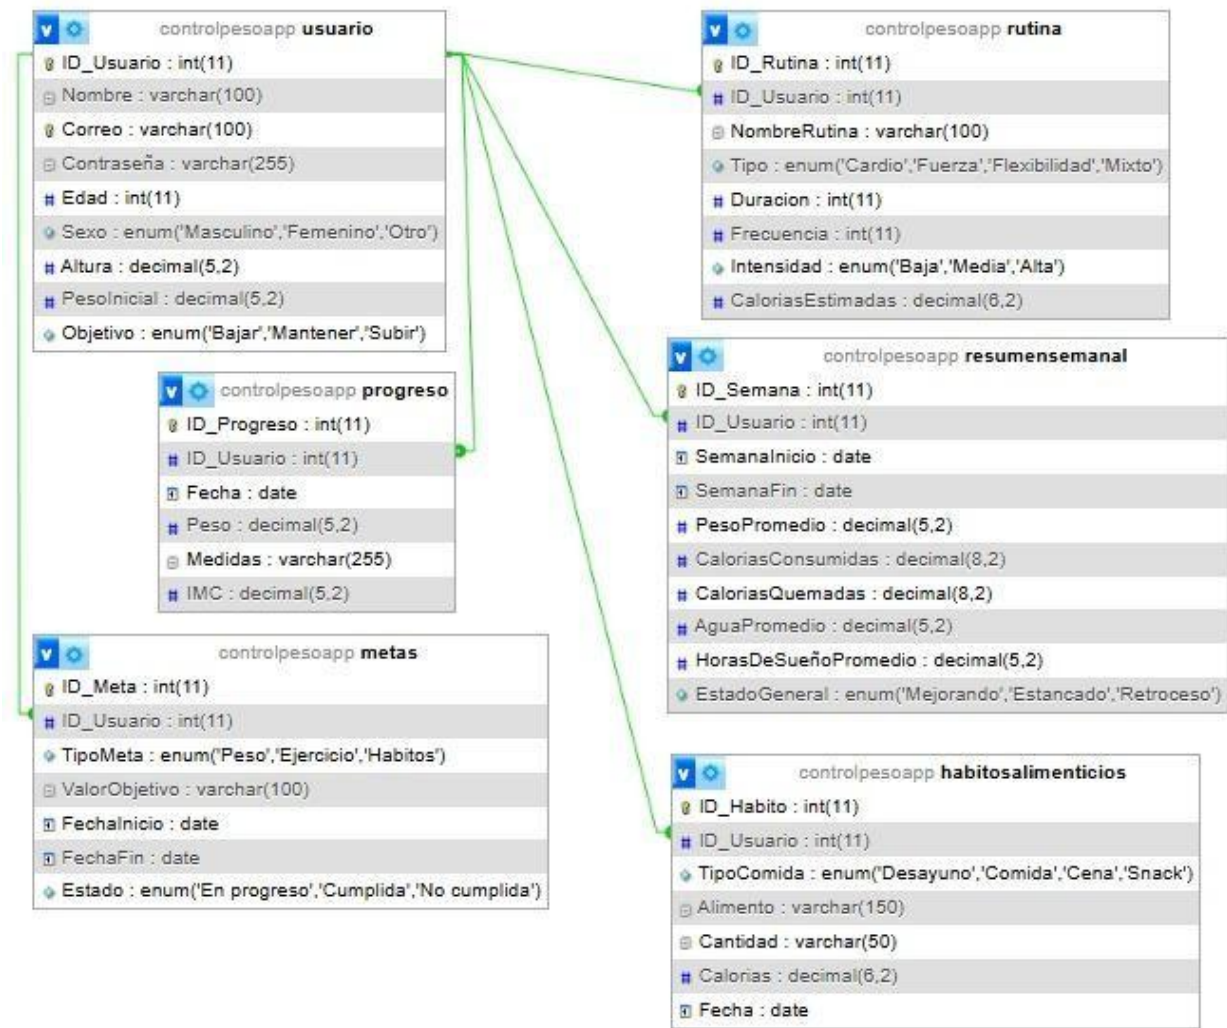 controlpesoapp usuario
ID_Usuario : int(11)
Nombre : varchar(100)
Correo : varchar(100)
Contraseña : varchar(255)
Edad : int(11)
Sexo : enum('Masculino','Femenino','Otro')
Altura : decimal(5,2)
PesoInicial : decimal(5,2)
Objetivo : enum('Bajar','Mantener','Subir')
controlpesoapp progreso
ID_Progreso : int(11)
ID_Usuario : int(11)
Fecha : date
Peso : decimal(5,2)
Medidas : varchar(255)
IMC : decimal(5,2)
controlpesoapp metas
ID_Meta : int(11)
ID_Usuario : int(11)
TipoMeta : enum('Peso','Ejercicio','Habitos')
ValorObjetivo : varchar(100)
FechaInicio : date
FechaFin : date
Estado : enum('En progreso','Cumplida','No cumplida')
controlpesoapp rutina
ID_Rutina : int(11)
ID_Usuario : int(11)
NombreRutina : varchar(100)
Tipo : enum('Cardio','Fuerza','Flexibilidad','Mixto')
Duracion : int(11)
Frecuencia : int(11)
Intensidad : enum('Baja','Media','Alta')
CaloriasEstimadas : decimal(6,2)
controlpesoapp resumensemanal
ID_Semana : int(11)
ID_Usuario : int(11)
SemanaInicio : date
SemanaFin : date
PesoPromedio : decimal(5,2)
CaloriasConsumidas : decimal(8,2)
CaloriasQuemadas : decimal(8,2)
AguaPromedio : decimal(5,2)
HorasDeSueñoPromedio : decimal(5,2)
EstadoGeneral : enum('Mejorando','Estancado','Retroceso')
controlpesoapp habitosalimenticios
ID_Habito : int(11)
ID_Usuario : int(11)
TipoComida : enum('Desayuno','Comida','Cena','Snack')
Alimento : varchar(150)
Cantidad : varchar(50)
Calorias : decimal(6,2)
Fecha : date